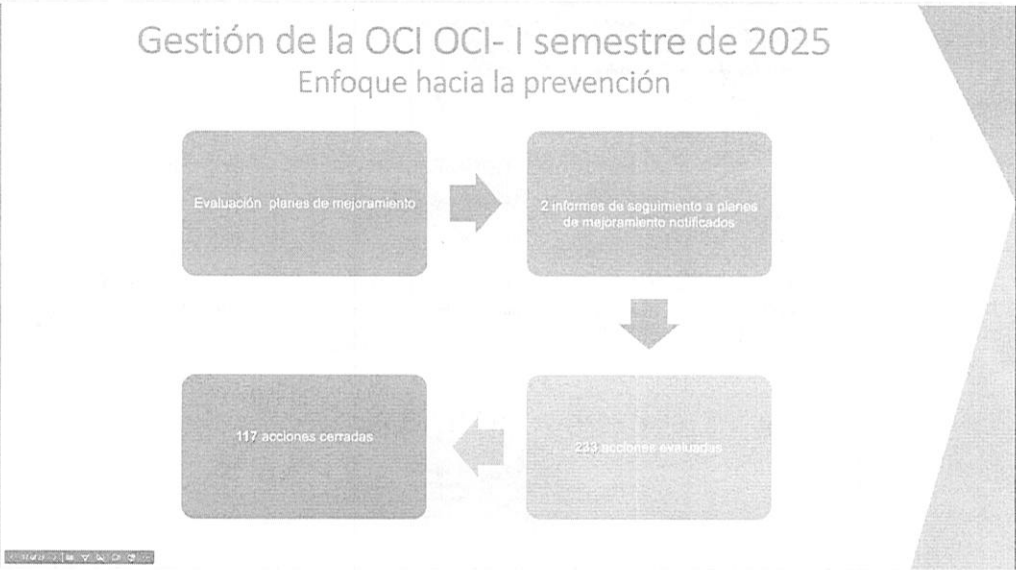 Gestión de la OCI OCI- I semestre de 2025
Enfoque hacia la prevención
Evaluación planes de mejoramiento
2 informes de seguimiento a planes
de mejoramiento notificados
233 acciones evaluadas
117 acciones cerradas